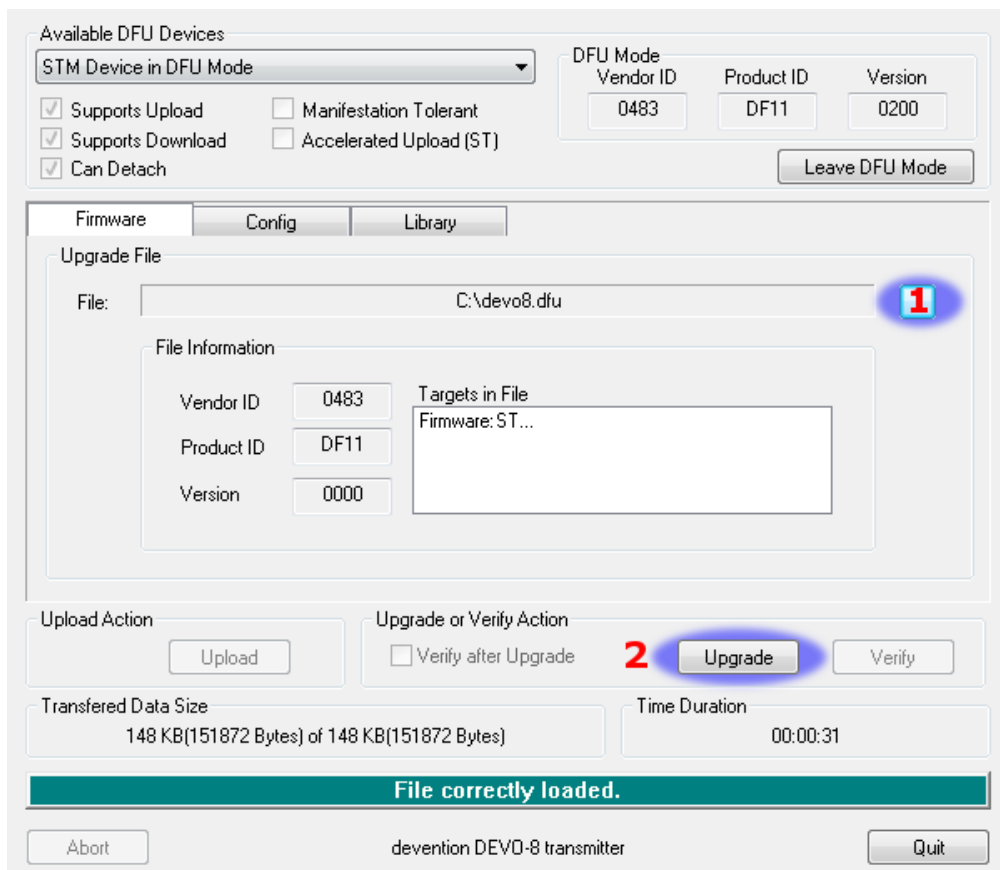 Available DFU Devices
STM Device in DFU Mode
Supports Upload
Manifestation Tolerant
Supports Download
Accelerated Upload (ST)
Can Detach
DFU Mode
Vendor ID Product ID Version
0483 DF11 0200
Leave DFU Mode
Firmware Config Library
Upgrade File
File: C:\devo8.dfu 1
File Information
Vendor ID 0483
Product ID DF11
Version 0000
Targets in File
Firmware: ST...
Upload Action
Upload
Upgrade or Verify Action
Verify after Upgrade 2 Upgrade Verify
Transfered Data Size
148 KB(151872 Bytes) of 148 KB(151872 Bytes)
Time Duration
00:00:31
File correctly loaded.
Abort devention DEVO-8 transmitter Quit